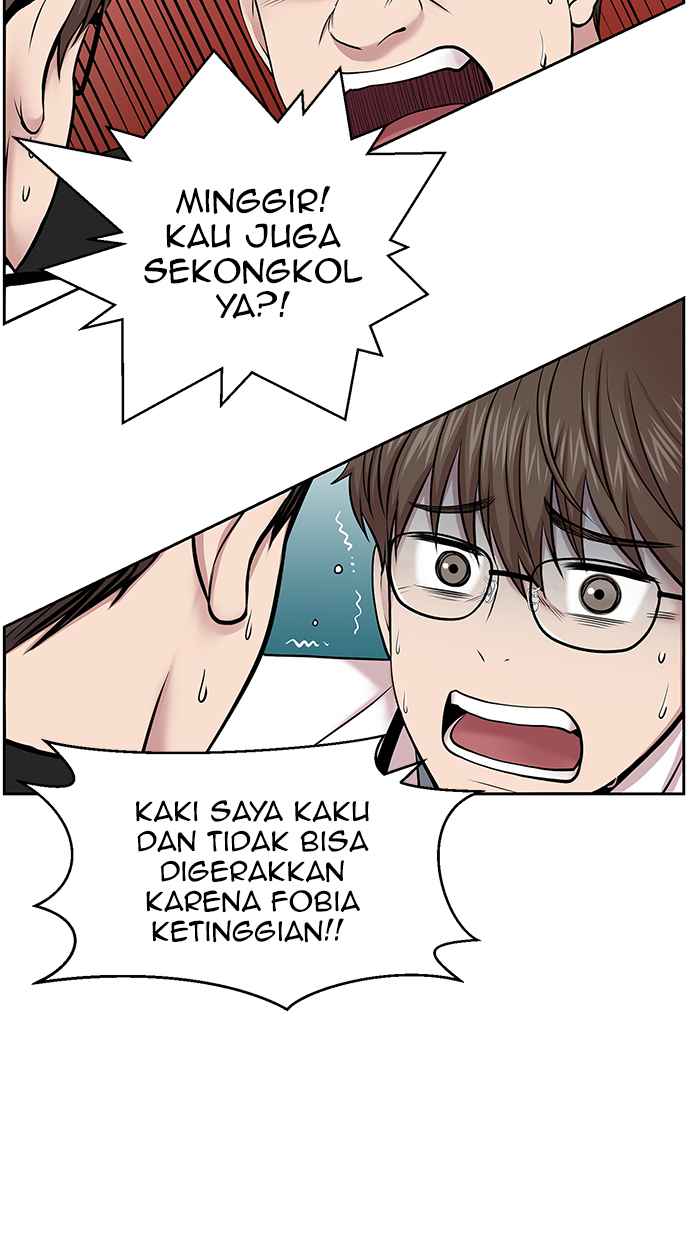 MINGGIR!
KAU JUGA
SEKONGKOL
YA?!
KAKI SAYA KAKU
DAN TIDAK BISA
DIGERAKKAN
KARENA FOBIA
KETINGGIAN!!